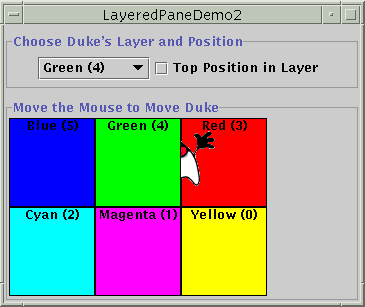 LayeredPaneDemo2
Choose Duke's Layer and Position
Green (4) Top Position in Layer
Move the Mouse to Move Duke
Blue (5) Green (4) Red (3)
Cyan (2) Magenta (1) Yellow (0)